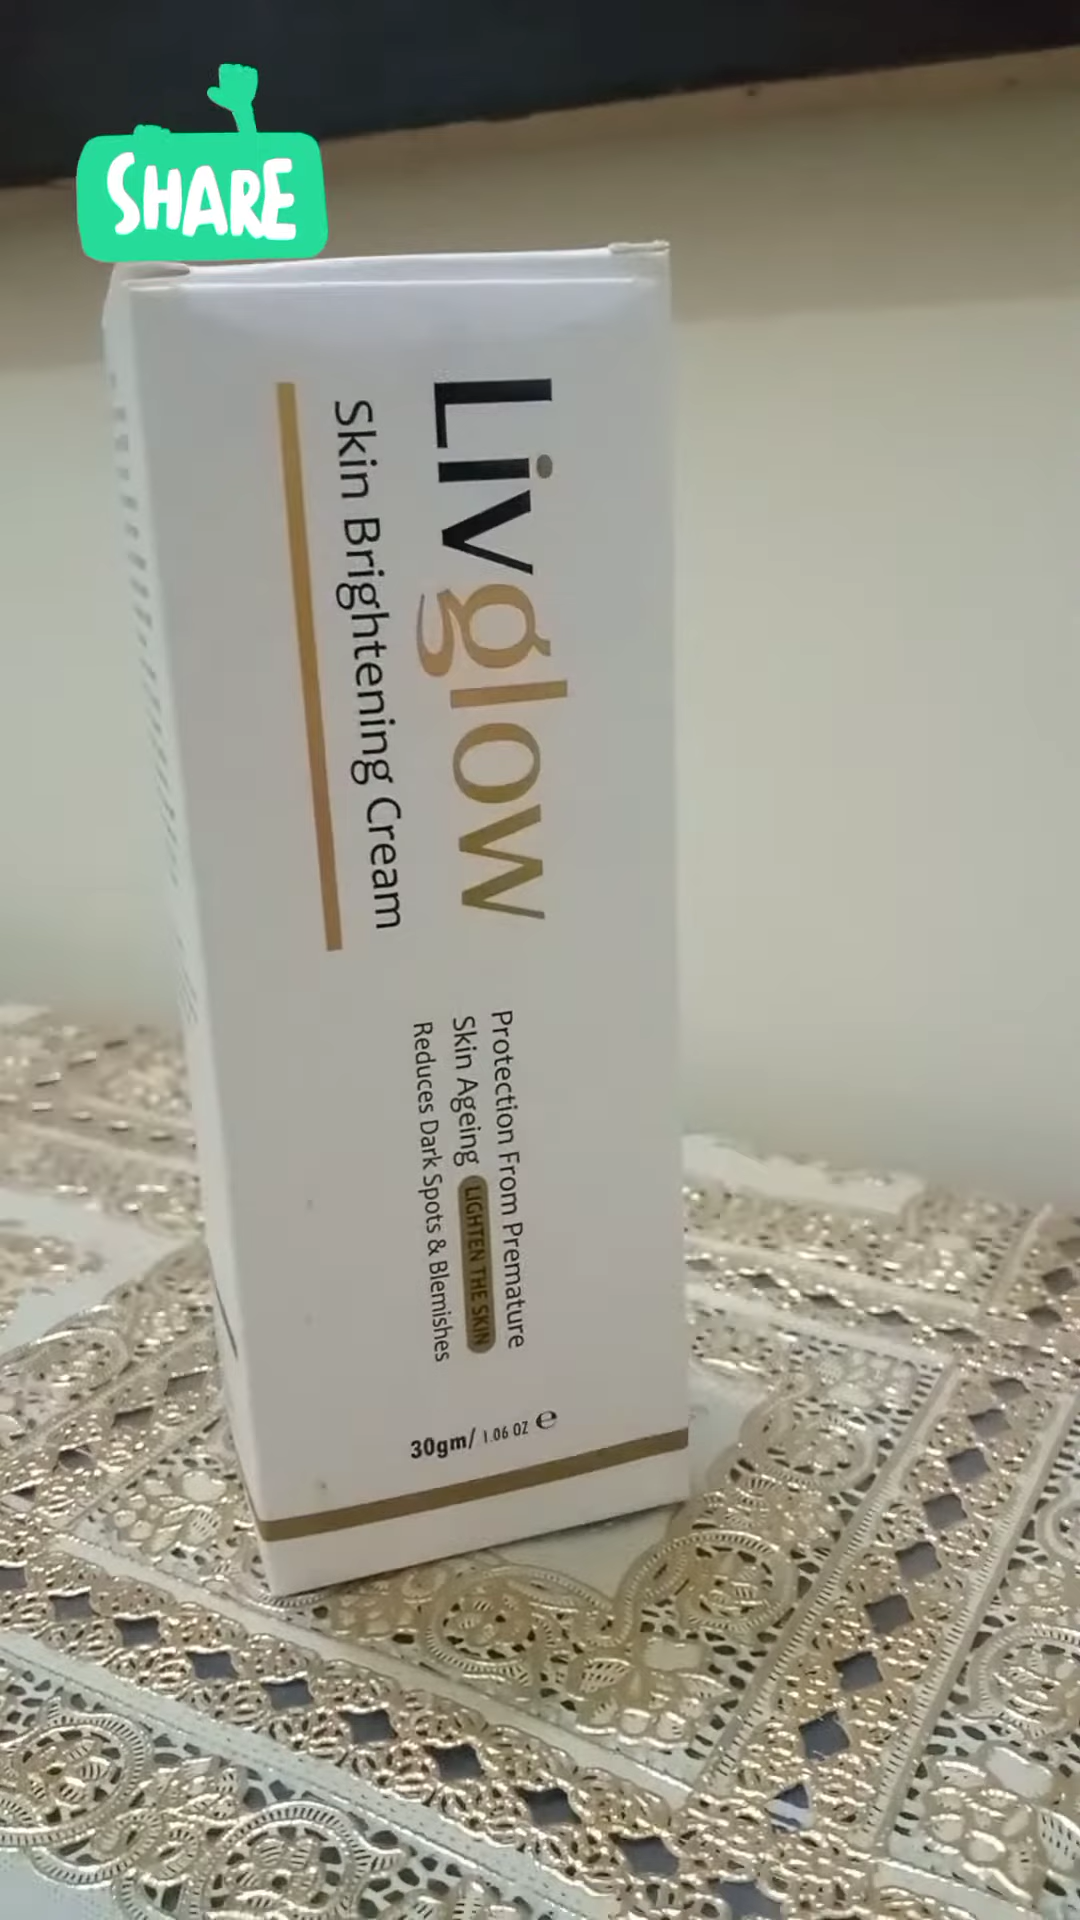 SHARE
Livglow
Skin Brightening Cream
Protection From Premature
Skin Ageing LIGHTEN THE SKIN
Reduces Dark Spots & Blemishes
30gm/ 1.06 OZ e